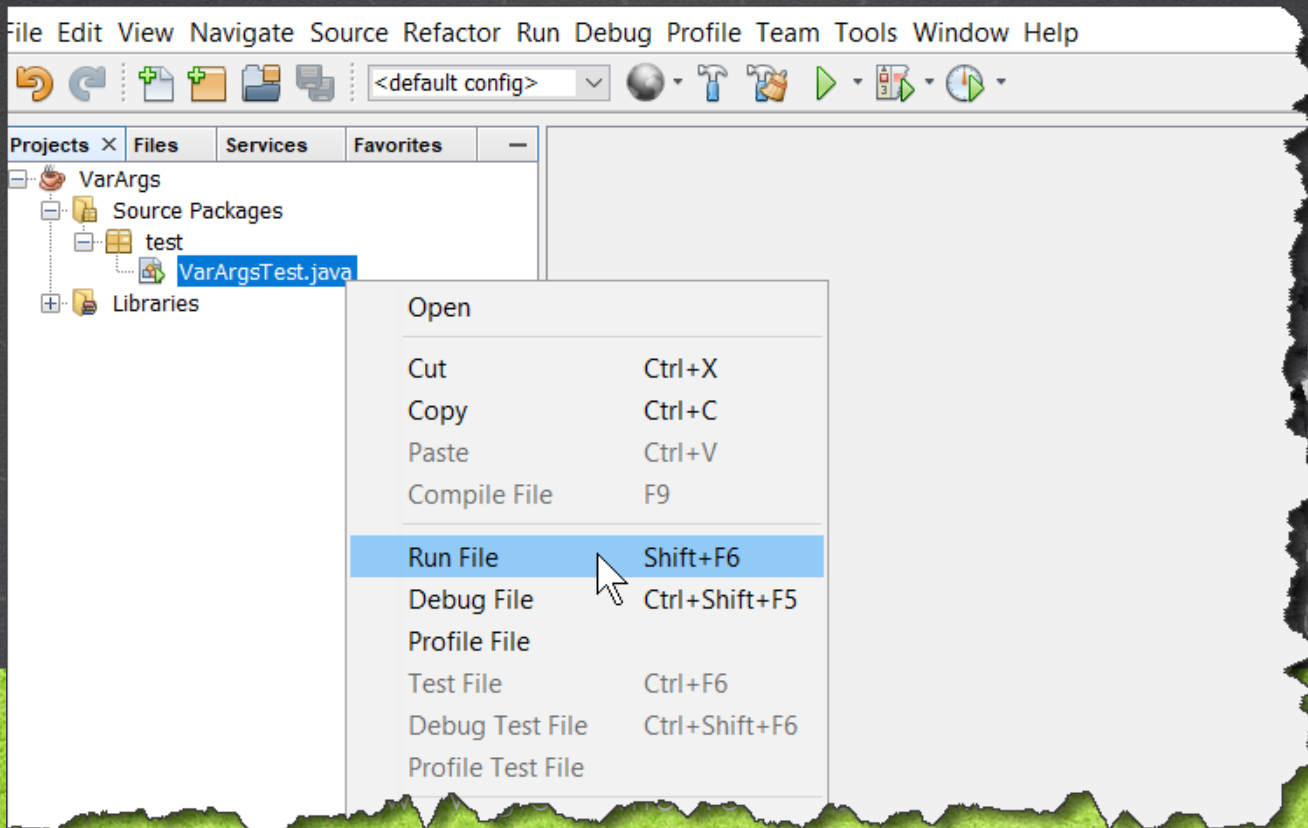 File Edit View Navigate Source Refactor Run Debug Profile Team Tools Window Help
<default config>
Projects Files Services Favorites
VarArgs
Source Packages
test
VarArgsTest.java
Libraries
Open
Cut Ctrl+X
Copy Ctrl+C
Paste Ctrl+V
Compile File F9
Run File Shift+F6
Debug File Ctrl+Shift+F5
Profile File
Test File Ctrl+F6
Debug Test File Ctrl+Shift+F6
Profile Test File